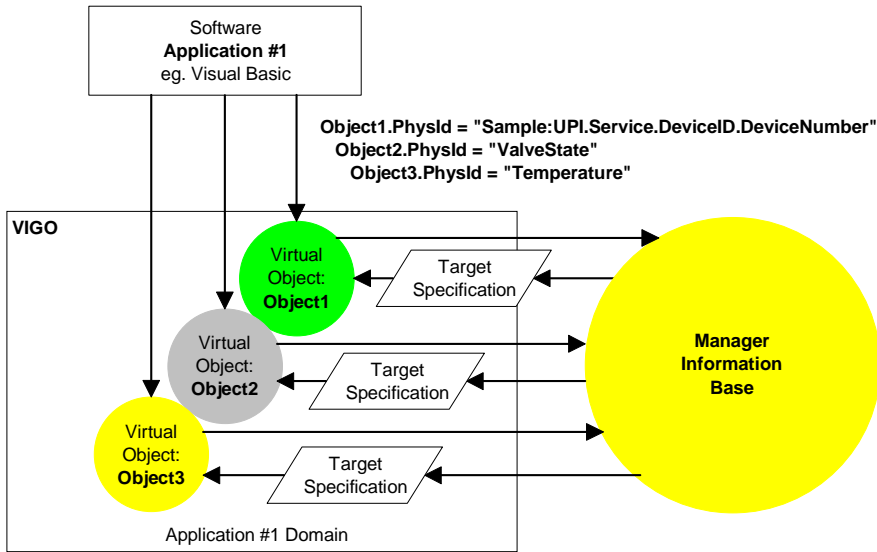 Software
Application #1
eg. Visual Basic
Object1.PhysId = "Sample:UPI.Service.DeviceID.DeviceNumber"
Object2.PhysId = "ValveState"
Object3.PhysId = "Temperature"
VIGO
Virtual
Object:
Object1
Target
Specification
Virtual
Object:
Object2
Target
Specification
Manager
Information
Base
Virtual
Object:
Object3
Target
Specification
Application #1 Domain